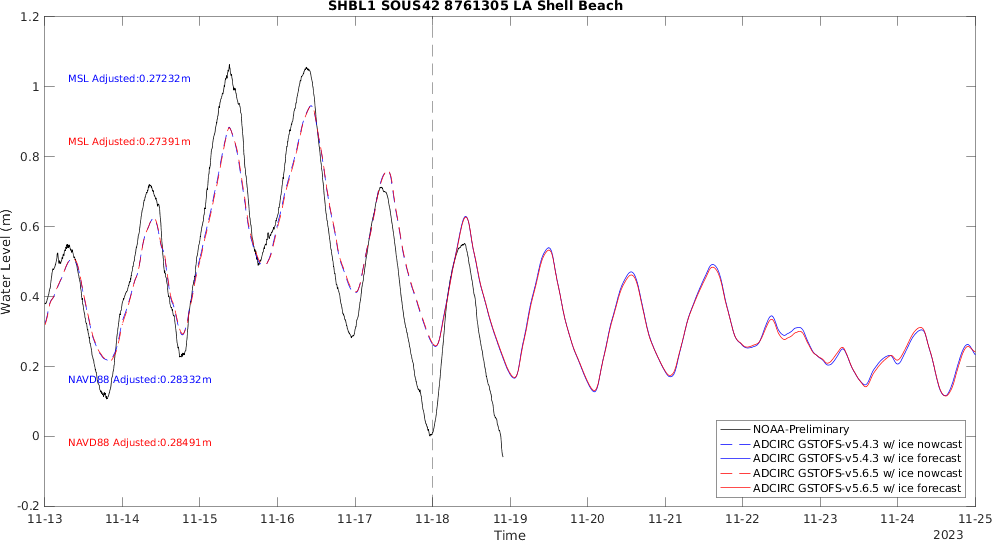 SHBL1 SOUS42 8761305 LA Shell Beach
Water Level (m)
1.2
1
0.8
0.6
0.4
0.2
0
-0.2
MSL Adjusted:0.27232m
MSL Adjusted:0.27391m
NAVD88 Adjusted:0.28332m
NAVD88 Adjusted:0.28491m
NOAA-Preliminary
ADCIRC GSTOFS-v5.4.3 w/ ice nowcast
ADCIRC GSTOFS-v5.4.3 w/ ice forecast
ADCIRC GSTOFS-v5.6.5 w/ ice nowcast
ADCIRC GSTOFS-v5.6.5 w/ ice forecast
11-13 11-14 11-15 11-16 11-17 11-18 11-19 11-20 11-21 11-22 11-23 11-24 11-25
Time
2023